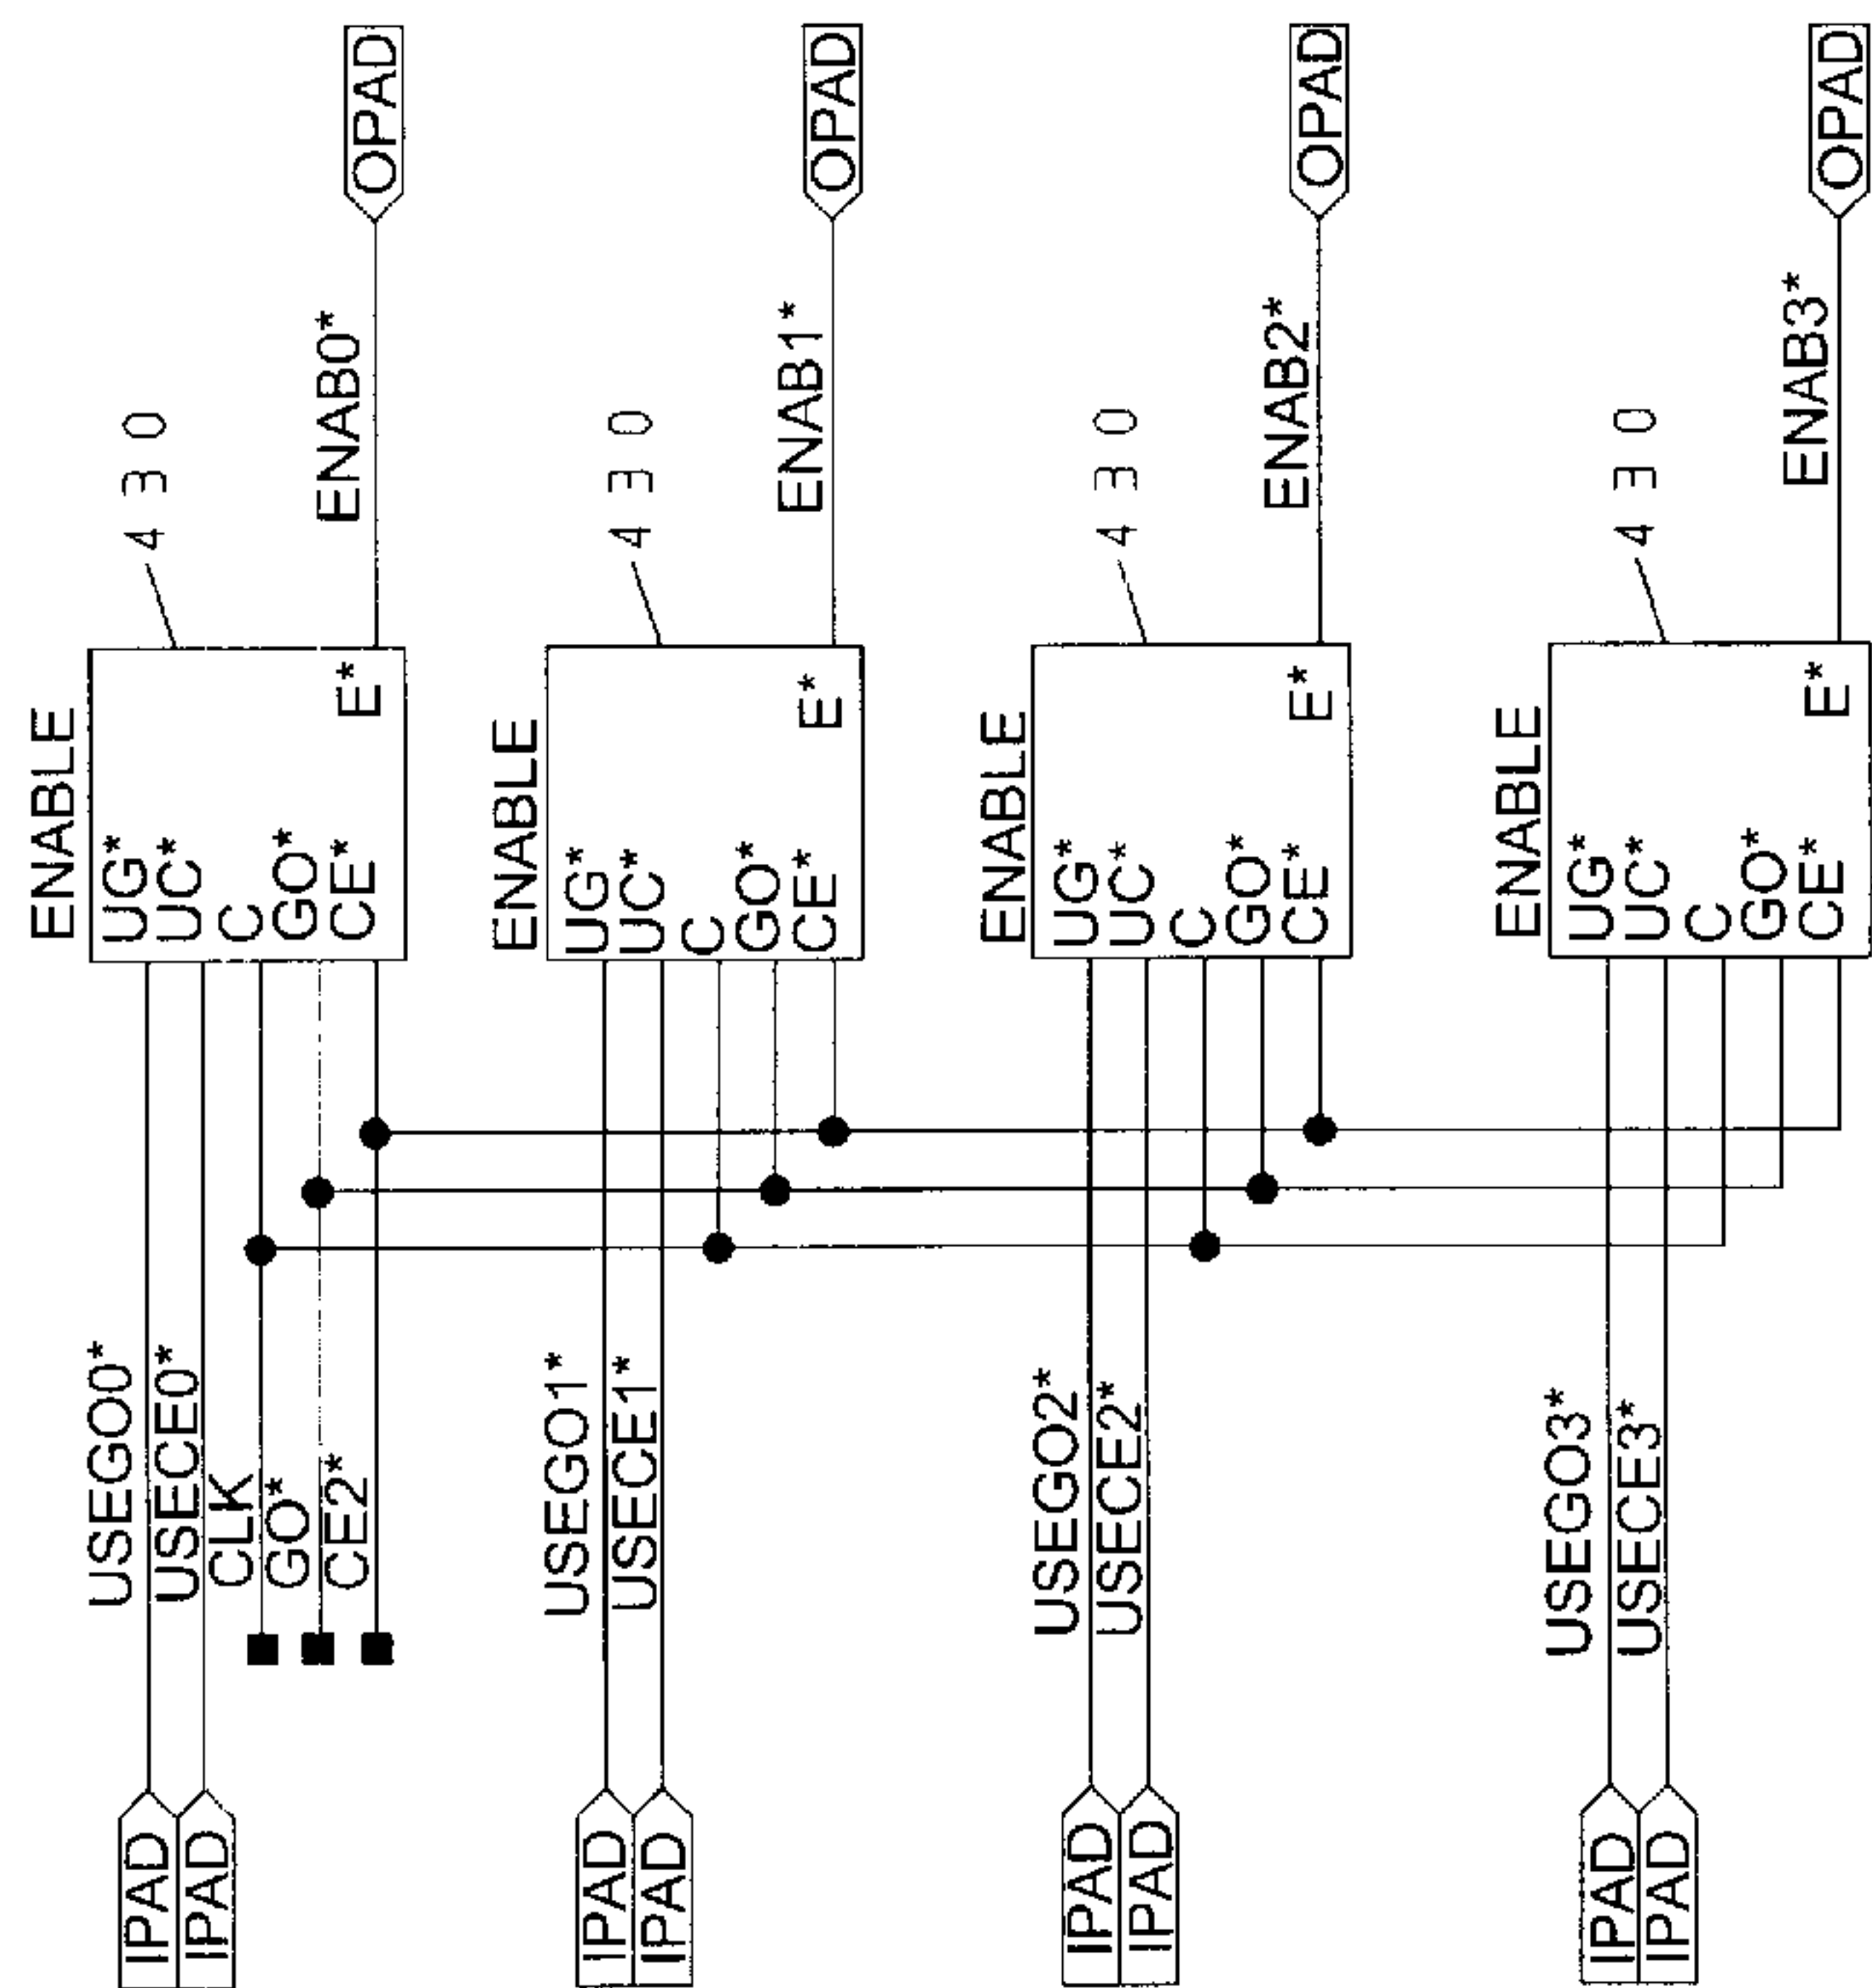 ENABLE
430
IPAD
USEGO0*
UG*
IPAD
USECE0*
UC*
CLK
C
GO*
GO*
CE2*
CE*
E*
ENAB0*
OPAD
ENABLE
430
IPAD
USEGO1*
UG*
IPAD
USECE1*
UC*
C
GO*
CE*
E*
ENAB1*
OPAD
ENABLE
430
IPAD
USEGO2*
UG*
IPAD
USECE2*
UC*
C
GO*
CE*
E*
ENAB2*
OPAD
ENABLE
430
IPAD
USEGO3*
UG*
IPAD
USECE3*
UC*
C
GO*
CE*
E*
ENAB3*
OPAD